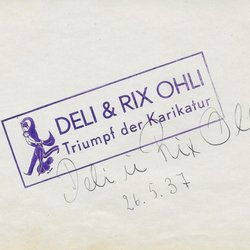 DELI & RIX OHLI
Triumpf der Karikatur
Deli u Rix Ohli
26.5.37